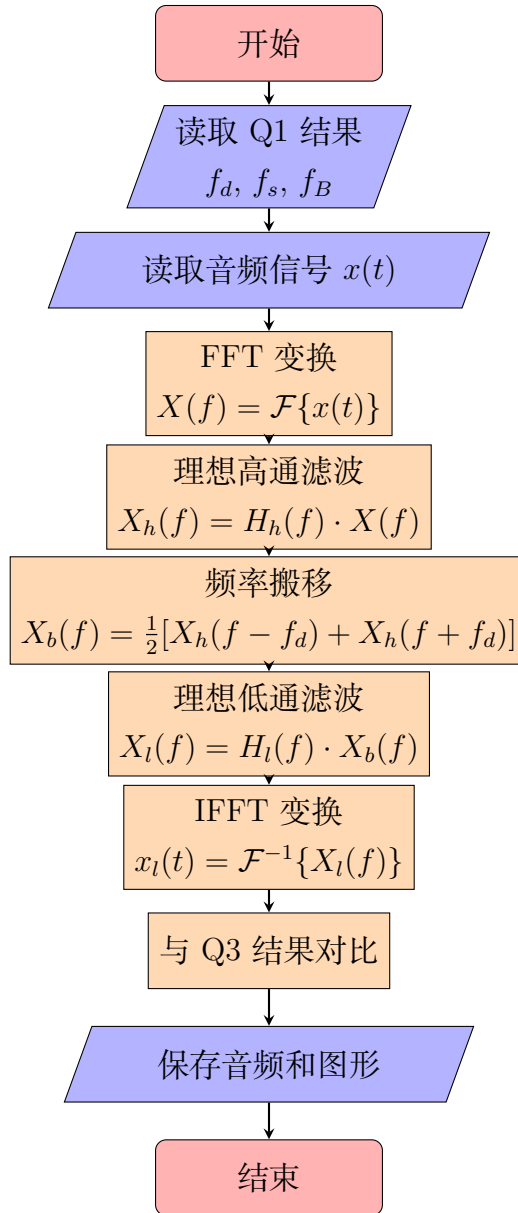 开始
读取 Q1 结果
f_d, f_s, f_B
读取音频信号 x(t)
FFT 变换
X(f) = \mathcal{F}\{x(t)\}
理想高通滤波
X_h(f) = H_h(f) · X(f)
频率搬移
X_b(f) = \frac{1}{2}[X_h(f − f_d) + X_h(f + f_d)]
理想低通滤波
X_l(f) = H_l(f) · X_b(f)
IFFT 变换
x_l(t) = \mathcal{F}^{-1}\{X_l(f)\}
与 Q3 结果对比
保存音频和图形
结束